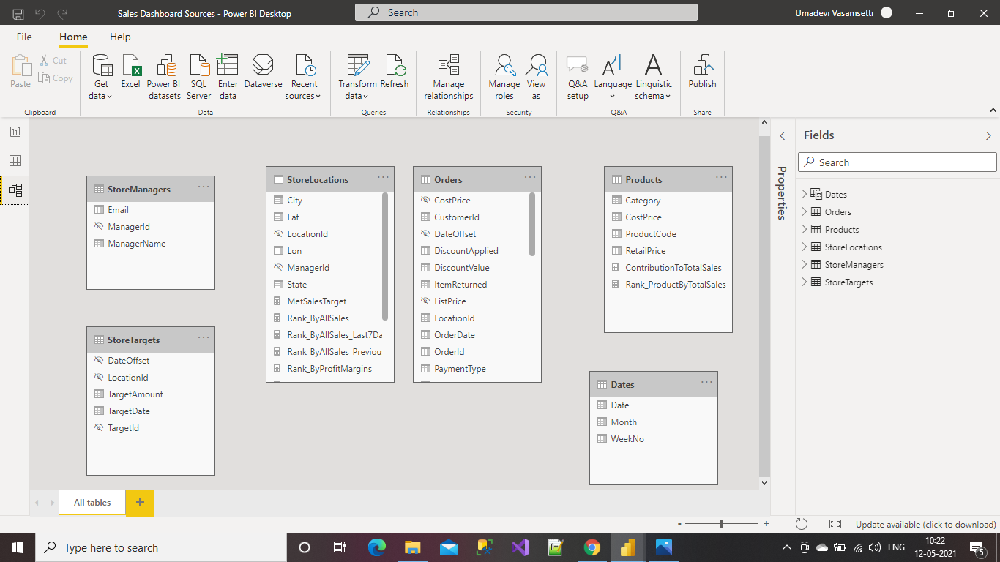 Sales Dashboard Sources - Power BI Desktop
Search
Umadevi Vasamsetti
File
Home
Help
Paste
Cut
Copy
Clipboard
Get data
Excel
Power BI datasets
SQL Server
Enter data
Dataverse
Recent sources
Data
Transform data
Refresh
Queries
Manage relationships
Relationships
Manage roles
View as
Security
Q&A setup
Language
Linguistic schema
Q&A
Publish
Share
StoreManagers
Email
ManagerId
ManagerName
StoreTargets
DateOffset
LocationId
TargetAmount
TargetDate
TargetId
StoreLocations
City
Lat
LocationId
Lon
ManagerId
State
MetSalesTarget
Rank_ByAllSales
Rank_ByAllSales_Last7Da
Rank_ByAllSales_Previou
Rank_ByProfitMargins
Orders
CostPrice
CustomerId
DateOffset
DiscountApplied
DiscountValue
ItemReturned
ListPrice
LocationId
OrderDate
OrderId
PaymentType
Products
Category
CostPrice
ProductCode
RetailPrice
ContributionToTotalSales
Rank_ProductByTotalSales
Dates
Date
Month
WeekNo
Properties
Fields
Search
Dates
Orders
Products
StoreLocations
StoreManagers
StoreTargets
All tables
Update available (click to download)
Type here to search
ENG
10:22
12-05-2021
5